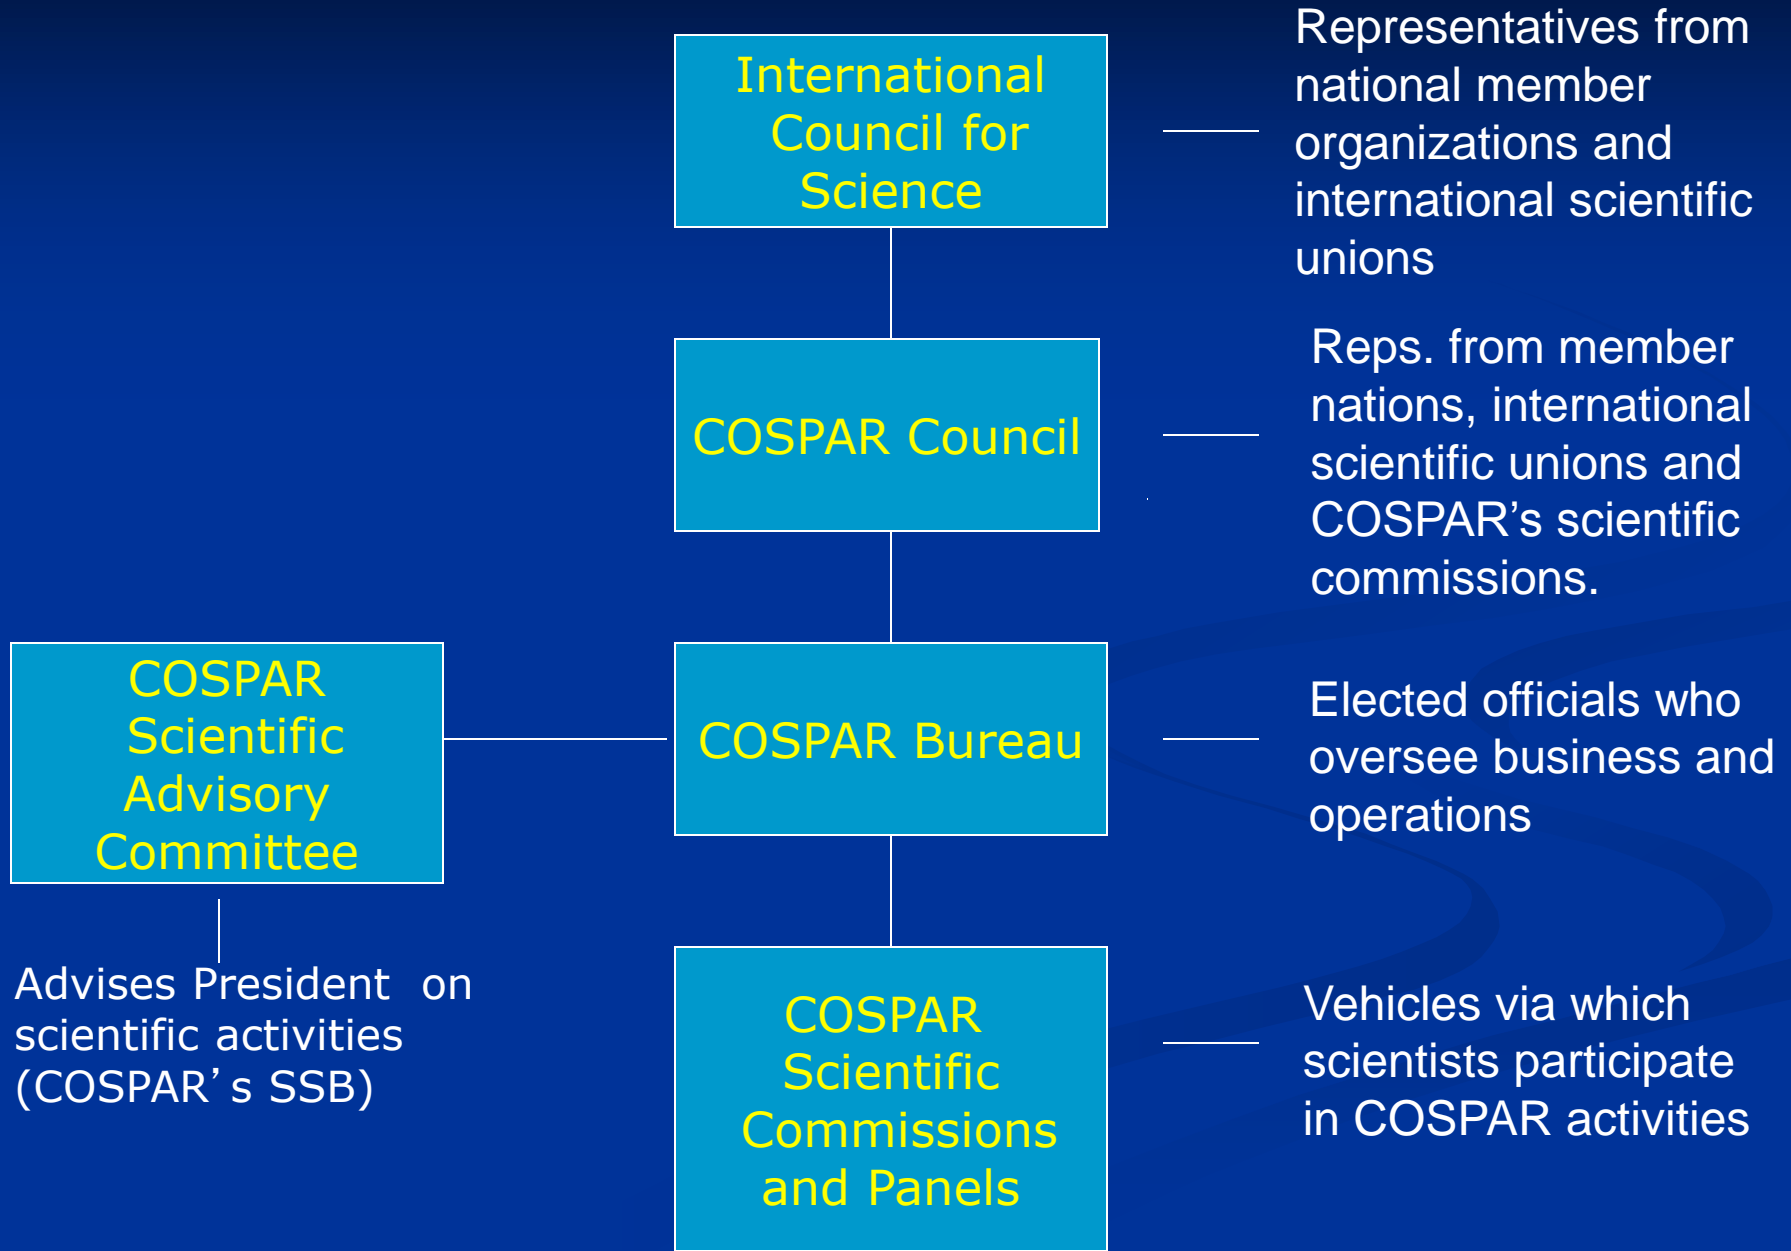 International
Council for
Science
Representatives from
national member
organizations and
international scientific
unions
COSPAR Council
Reps. from member
nations, international
scientific unions and
COSPAR’s scientific
commissions.
COSPAR
Scientific
Advisory
Committee
Advises President on
scientific activities
(COSPAR’s SSB)
COSPAR Bureau
Elected officials who
oversee business and
operations
COSPAR
Scientific
Commissions
and Panels
Vehicles via which
scientists participate
in COSPAR activities